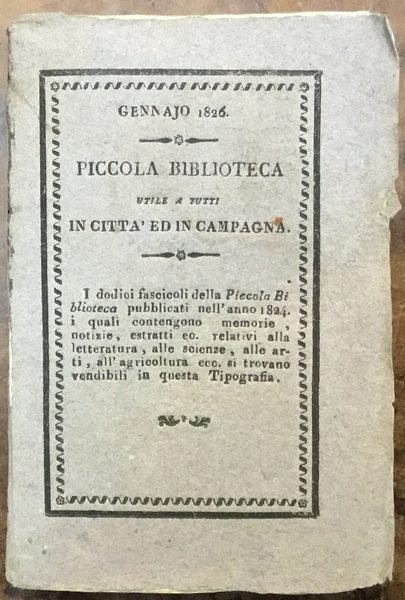 GENNAJO 1826.
PICCOLA BIBLIOTECA
UTILE A TUTTI
IN CITTA' ED IN CAMPAGNA.
I dodici fascicoli della Piccola Bi
blioteca pubblicati nell'anno 1824.
i quali contengono memorie,
notizie, estratti ec. relativi alla
letteratura, alle scienze, alle ar-
ti, all'agricoltura ecc. si trovano
vendibili in questa Tipografia.